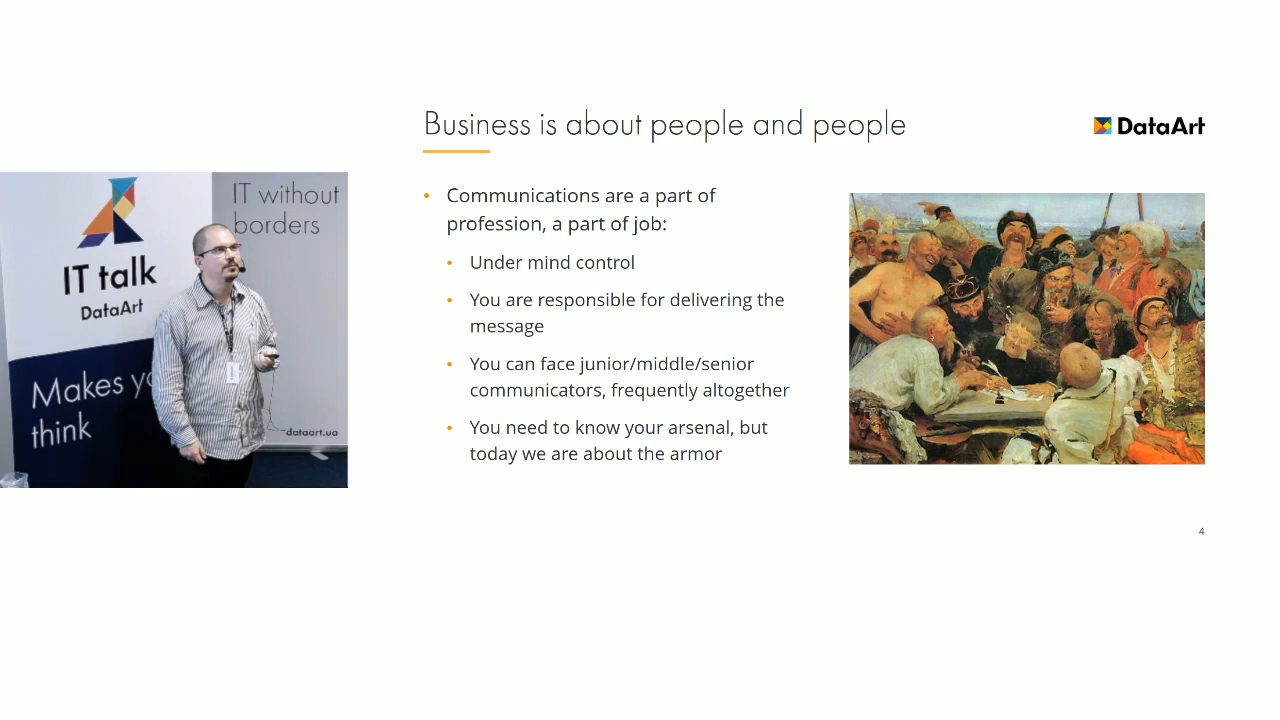 Business is about people and people
DataArt
Communications are a part of
profession, a part of job:
Under mind control
You are responsible for delivering the
message
You can face junior/middle/senior
communicators, frequently altogether
You need to know your arsenal, but
today we are about the armor
4
IT without
borders
IT talk
DataArt
Makes yo
think
dataart.ua